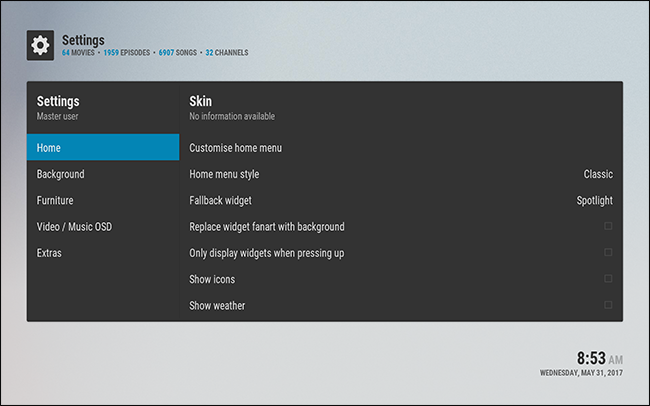 Settings
64 MOVIES • 1959 EPISODES • 6907 SONGS • 32 CHANNELS
Settings
Master user
Home
Background
Furniture
Video / Music OSD
Extras
Skin
No information available
Customise home menu
Home menu style Classic
Fallback widget Spotlight
Replace widget fanart with background
Only display widgets when pressing up
Show icons
Show weather
8:53 AM
WEDNESDAY, MAY 31, 2017